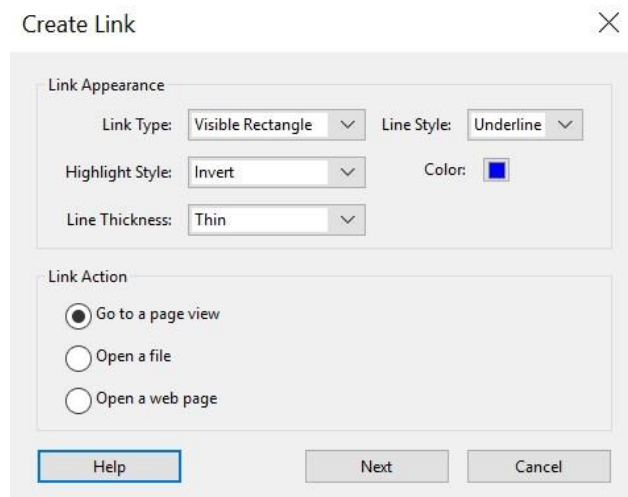 Create Link
Link Appearance
Link Type: Visible Rectangle Line Style: Underline
Highlight Style: Invert Color:
Line Thickness: Thin
Link Action
Go to a page view
Open a file
Open a web page
Help Next Cancel